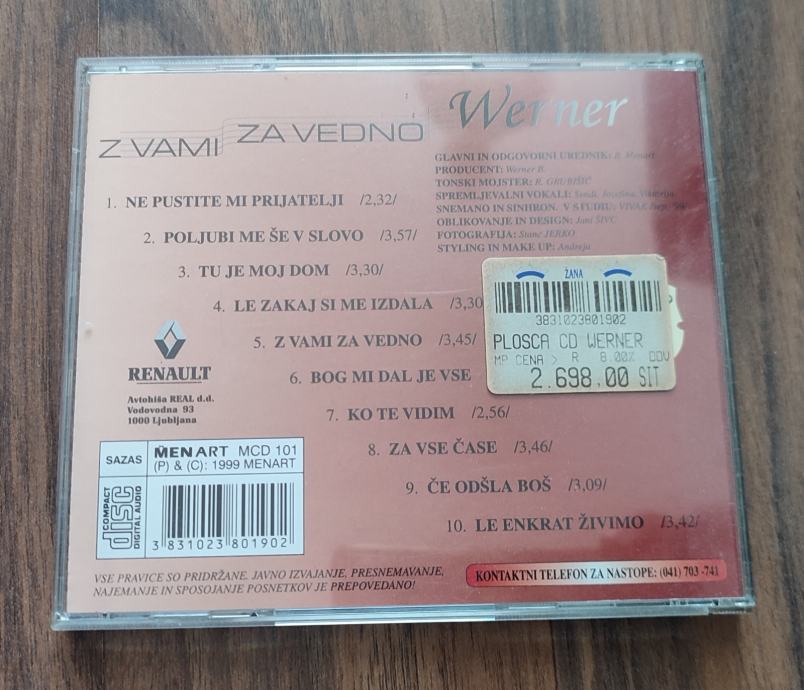 Z VAMI ZA VEDNO
Werner
GLAVNI IN ODGOVORNI UREDNIK: B. Menart
PRODUCENT: Werner B.
TONSKI MOJSTER: R. GRUBIŠIĆ
SPREMLJEVALNI VOKALI: Sandi, Jozefina, Viktorija
SNEMANO IN SINHRON. V STUDIU: VIVAK
OBLIKOVANJE IN DESIGN: Jani ŠIVC
FOTOGRAFIJA: Stane JERKO
STYLING IN MAKE UP: Andreja
1. NE PUSTITE MI PRIJATELJI /2,32/
2. POLJUBI ME ŠE V SLOVO /3,57/
3. TU JE MOJ DOM /3,30/
4. LE ZAKAJ SI ME IZDALA /3,30
5. Z VAMI ZA VEDNO /3,45/
6. BOG MI DAL JE VSE
7. KO TE VIDIM /2,56/
8. ZA VSE ČASE /3,46/
9. ČE ODŠLA BOŠ /3,09/
10. LE ENKRAT ŽIVIMO /3,42/
ŽANA
3831023801902
PLOSCA CD WERNER
MP CENA > R 8.00% DDV
2.698,00 SIT
RENAULT
Avtohiša REAL d.d.
Vodovodna 93
1000 Ljubljana
SAZAS
MENART MCD 101
(P) & (C): 1999 MENART
COMPACT
disc
DIGITAL AUDIO
3 831023 801902
VSE PRAVICE SO PRIDRŽANE. JAVNO IZVAJANJE, PRESNEMAVANJE,
NAJEMANJE IN SPOSOJANJE POSNETKOV JE PREPOVEDANO!
KONTAKTNI TELEFON ZA NASTOPE: (041) 703 -741